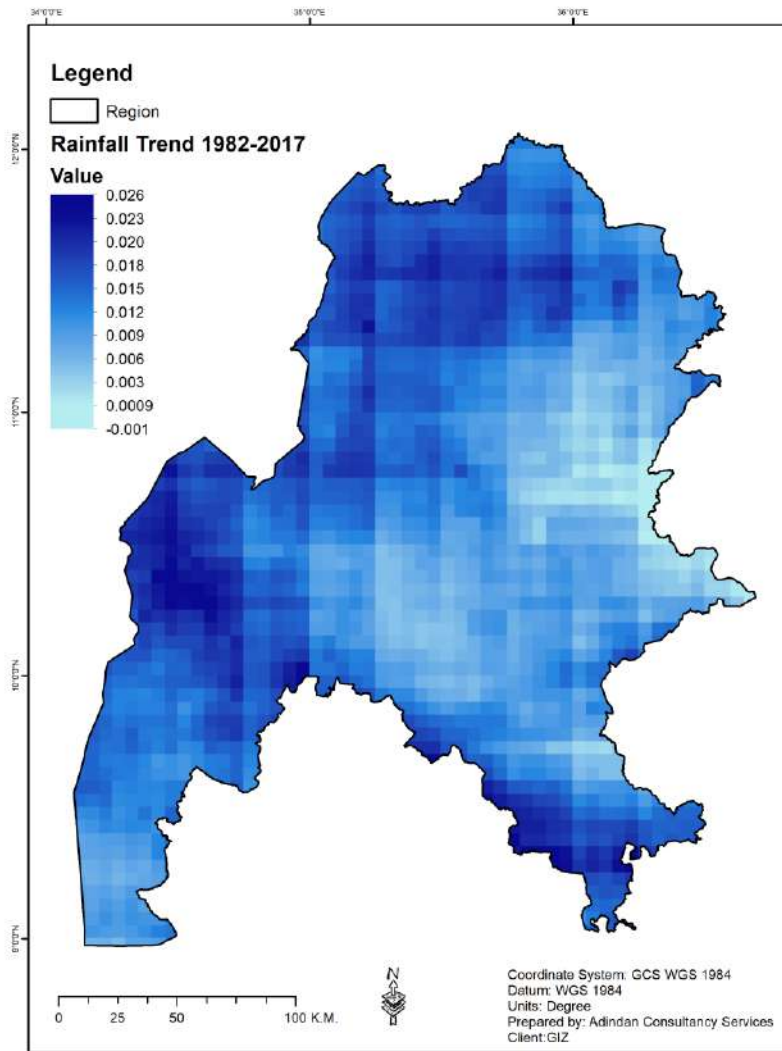 34°0'0"E 35°0'0"E 36°0'0"E
Legend
Region
Rainfall Trend 1982-2017
Value
0.026
0.023
0.020
0.018
0.015
0.012
0.009
0.006
0.003
0.0009
-0.001
12°0'0"N
11°0'0"N
10°0'0"N
9°0'0"N
N
0 25 50 100 K.M.
Coordinate System: GCS WGS 1984
Datum: WGS 1984
Units: Degree
Prepared by: Adindan Consultancy Services
Client:GIZ